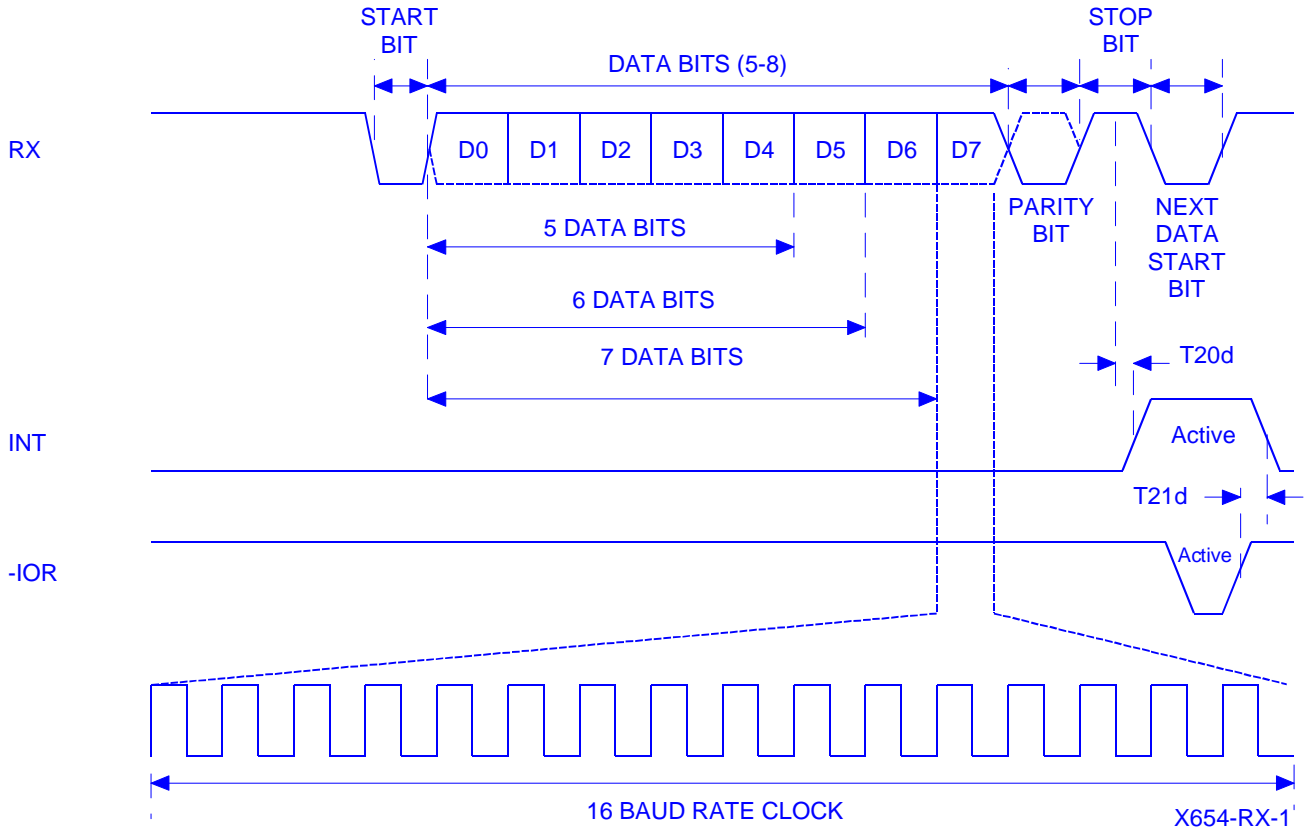 START
BIT
DATA BITS (5-8)
STOP
BIT
RX
D0 D1 D2 D3 D4 D5 D6 D7
PARITY
BIT
NEXT
DATA
START
BIT
5 DATA BITS
6 DATA BITS
7 DATA BITS
T20d
INT
Active
T21d
-IOR
Active
16 BAUD RATE CLOCK
X654-RX-1